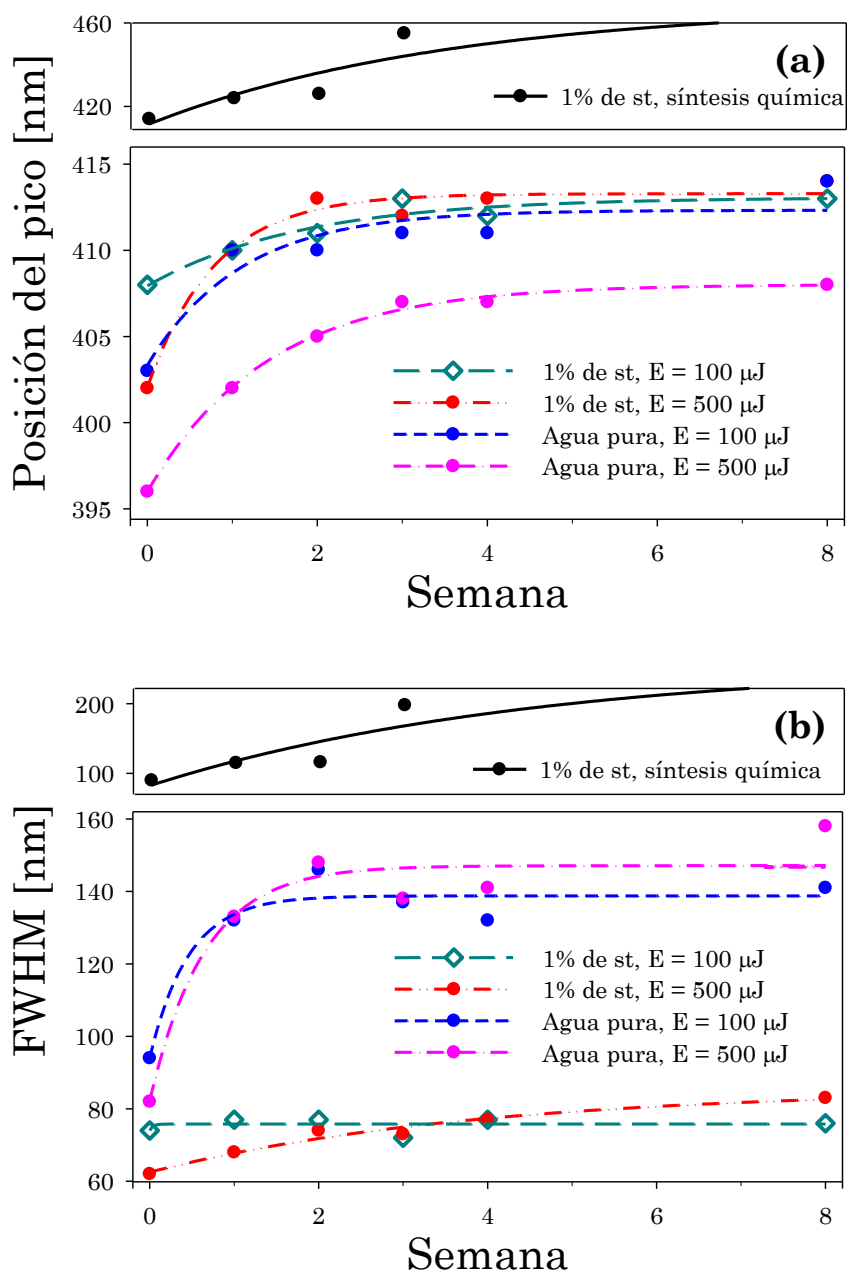 Posición del pico [nm]
460
420
(a)
1% de st, síntesis química
415
410
405
400
395
1% de st, E = 100 μJ
1% de st, E = 500 μJ
Agua pura, E = 100 μJ
Agua pura, E = 500 μJ
0 2 4 6 8
Semana
FWHM [nm]
200
100
(b)
1% de st, síntesis química
160
140
120
100
80
60
1% de st, E = 100 μJ
1% de st, E = 500 μJ
Agua pura, E = 100 μJ
Agua pura, E = 500 μJ
0 2 4 6 8
Semana